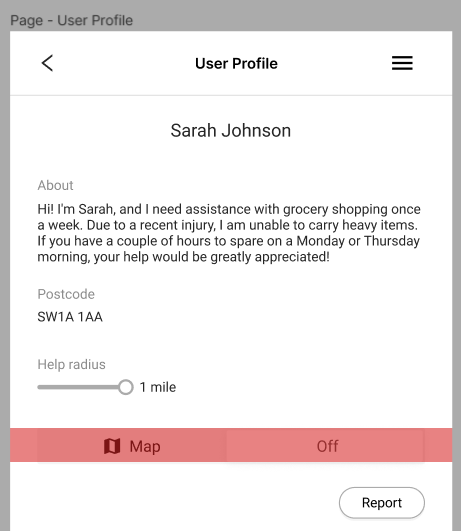 Page - User Profile
User Profile
Sarah Johnson
About
Hi! I'm Sarah, and I need assistance with grocery shopping once
a week. Due to a recent injury, I am unable to carry heavy items.
If you have a couple of hours to spare on a Monday or Thursday
morning, your help would be greatly appreciated!
Postcode
SW1A 1AA
Help radius
1 mile
Map Off
Report